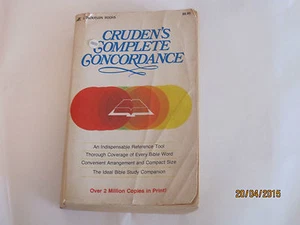 CRUDEN'S
COMPLETE
CONCORDANCE
An Indispensable Reference Tool
Thorough Coverage of Every Bible Word
Convenient Arrangement and Compact Size
The Ideal Bible Study Companion
Over 2 Million Copies in Print!
20/04/2015